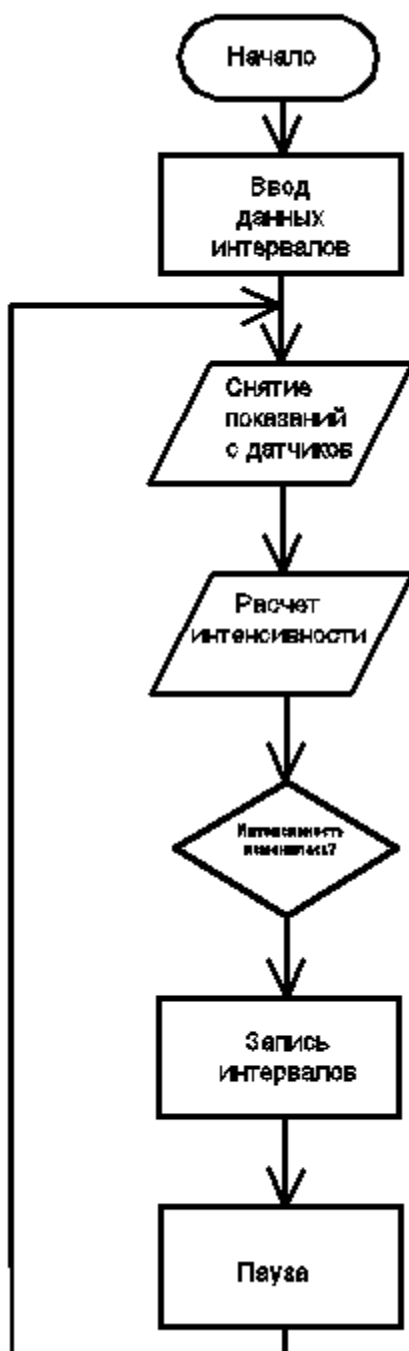 Начало
Ввод
данных
интервалов
Снятие
показаний
с датчиков
Расчет
интенсивности
Интенсивность
изменилась?
Запись
интервалов
Пауза